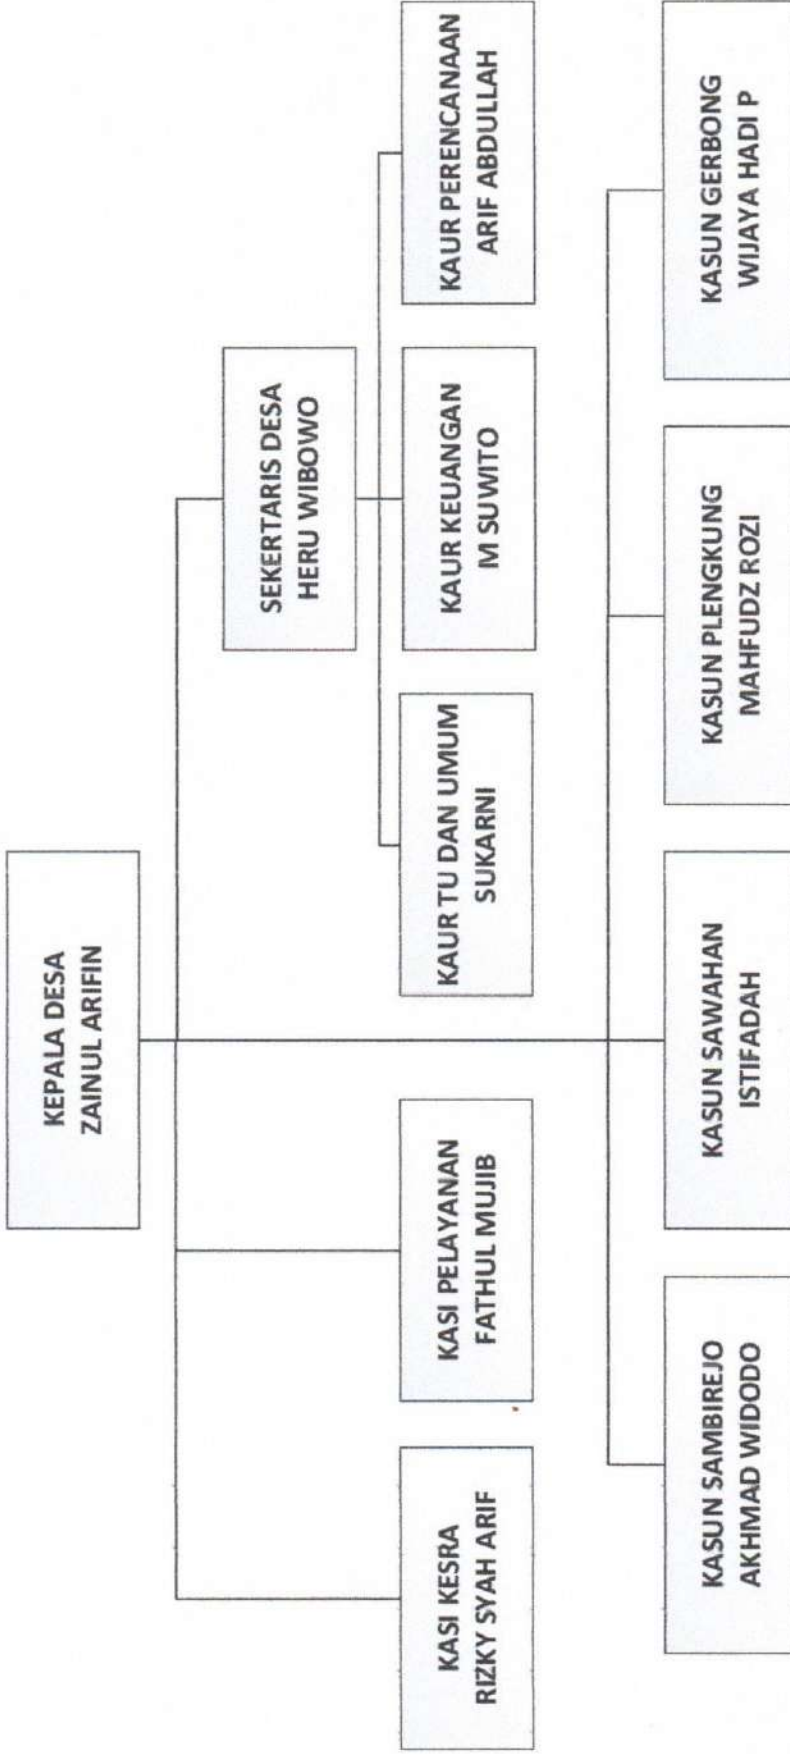 KEPALA DESA
ZAINUL ARIFIN
SEKERTARIS DESA
HERU WIBOWO
KASI KESRA
RIZKY SYAH ARIF
KASI PELAYANAN
FATHUL MUJIB
KAUR TU DAN UMUM
SUKARNI
KAUR KEUANGAN
M SUWITO
KAUR PERENCANAAN
ARIF ABDULLAH
KASUN SAMBIREJO
AKHMAD WIDODO
KASUN SAWAHAN
ISTIFADAH
KASUN PLENGKUNG
MAHFUDZ ROZI
KASUN GERBONG
WIJAYA HADI P